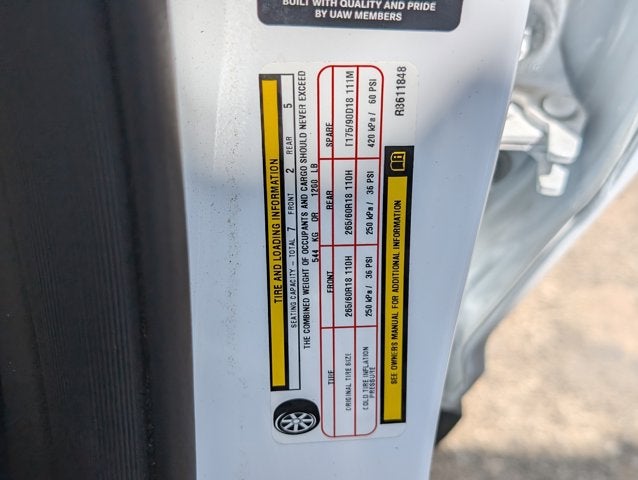 BUILT WITH QUALITY AND PRIDE
BY UAW MEMBERS
TIRE AND LOADING INFORMATION
SEATING CAPACITY - TOTAL 7 FRONT 2 REAR 5
THE COMBINED WEIGHT OF OCCUPANTS AND CARGO SHOULD NEVER EXCEED
544 KG OR 1200 LB
TIRE FRONT REAR SPARE
ORIGINAL TIRE SIZE 265/60R18 110H 265/60R18 110H T175/90D18 111M
COLD TIRE INFLATION
PRESSURE 250 kPa / 36 PSI 250 kPa / 36 PSI 420 kPa / 60 PSI
SEE OWNERS MANUAL FOR ADDITIONAL INFORMATION
RB611848